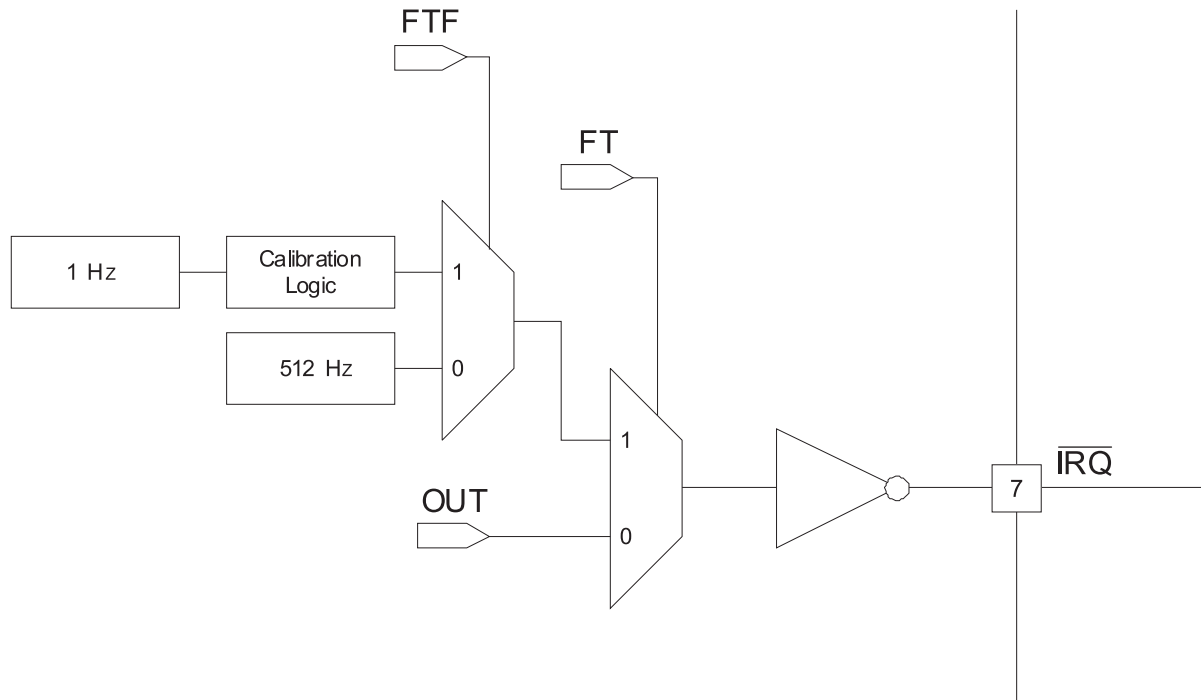 FTF
FT
1 Hz
Calibration
Logic
1
512 Hz
0
1
OUT
0
7
IRQ